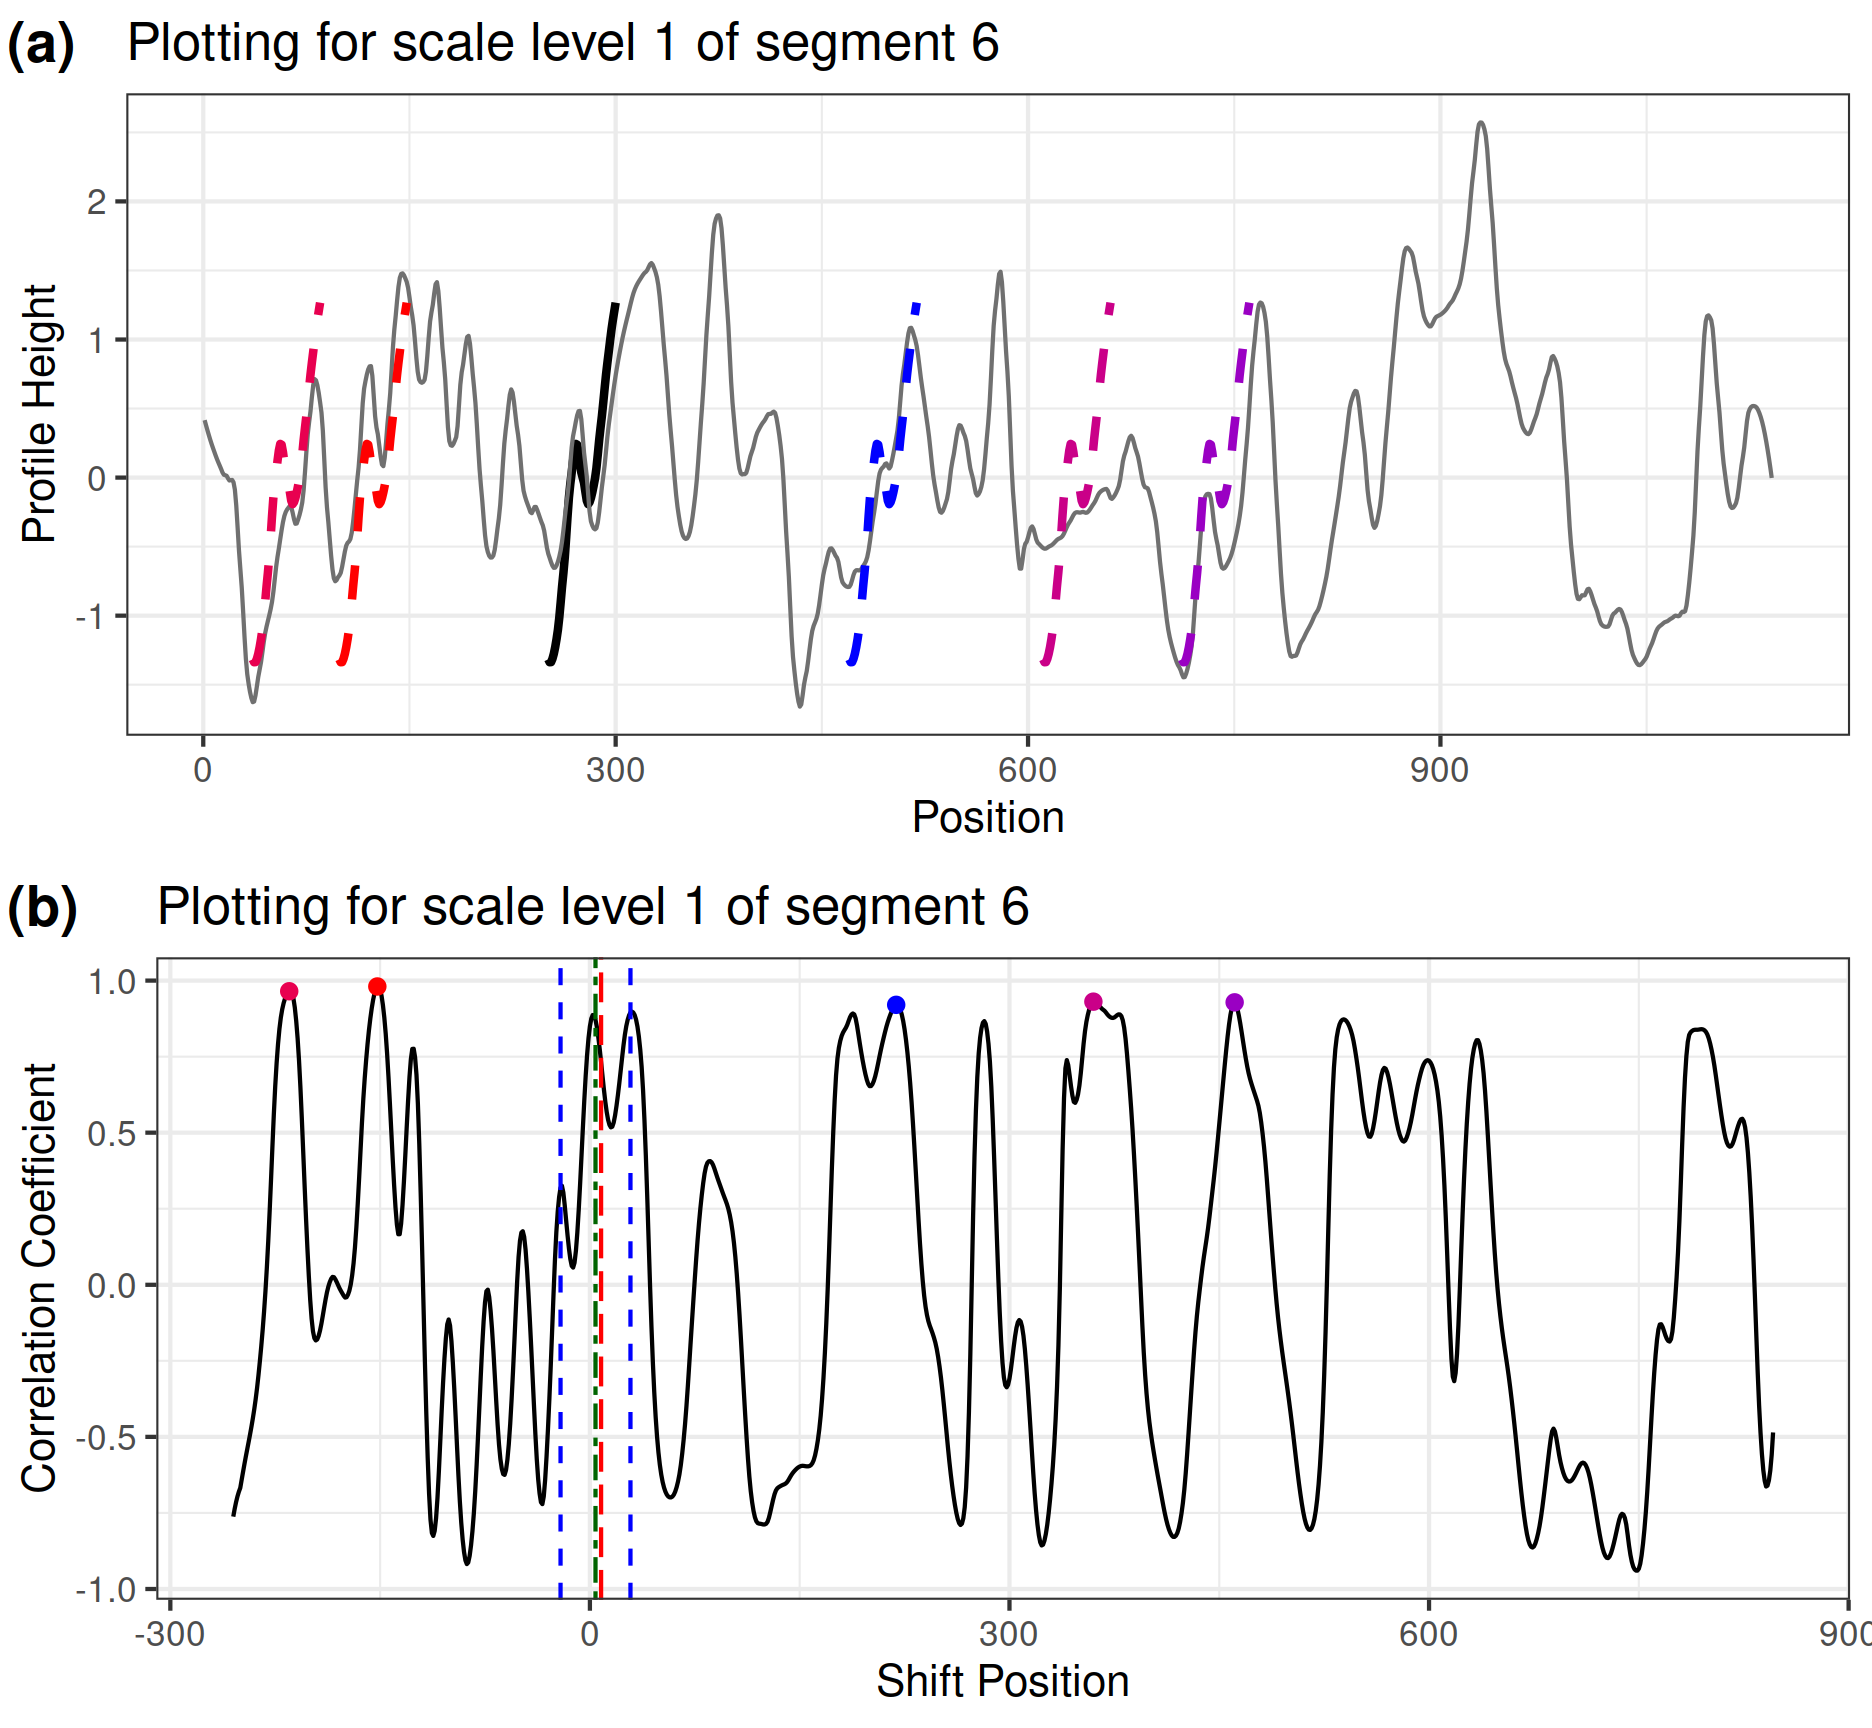 (a) Plotting for scale level 1 of segment 6
Profile Height
2
1
0
-1
0 300 600 900
Position
(b) Plotting for scale level 1 of segment 6
Correlation Coefficient
1.0
0.5
0.0
-0.5
-1.0
-300 0 300 600 900
Shift Position